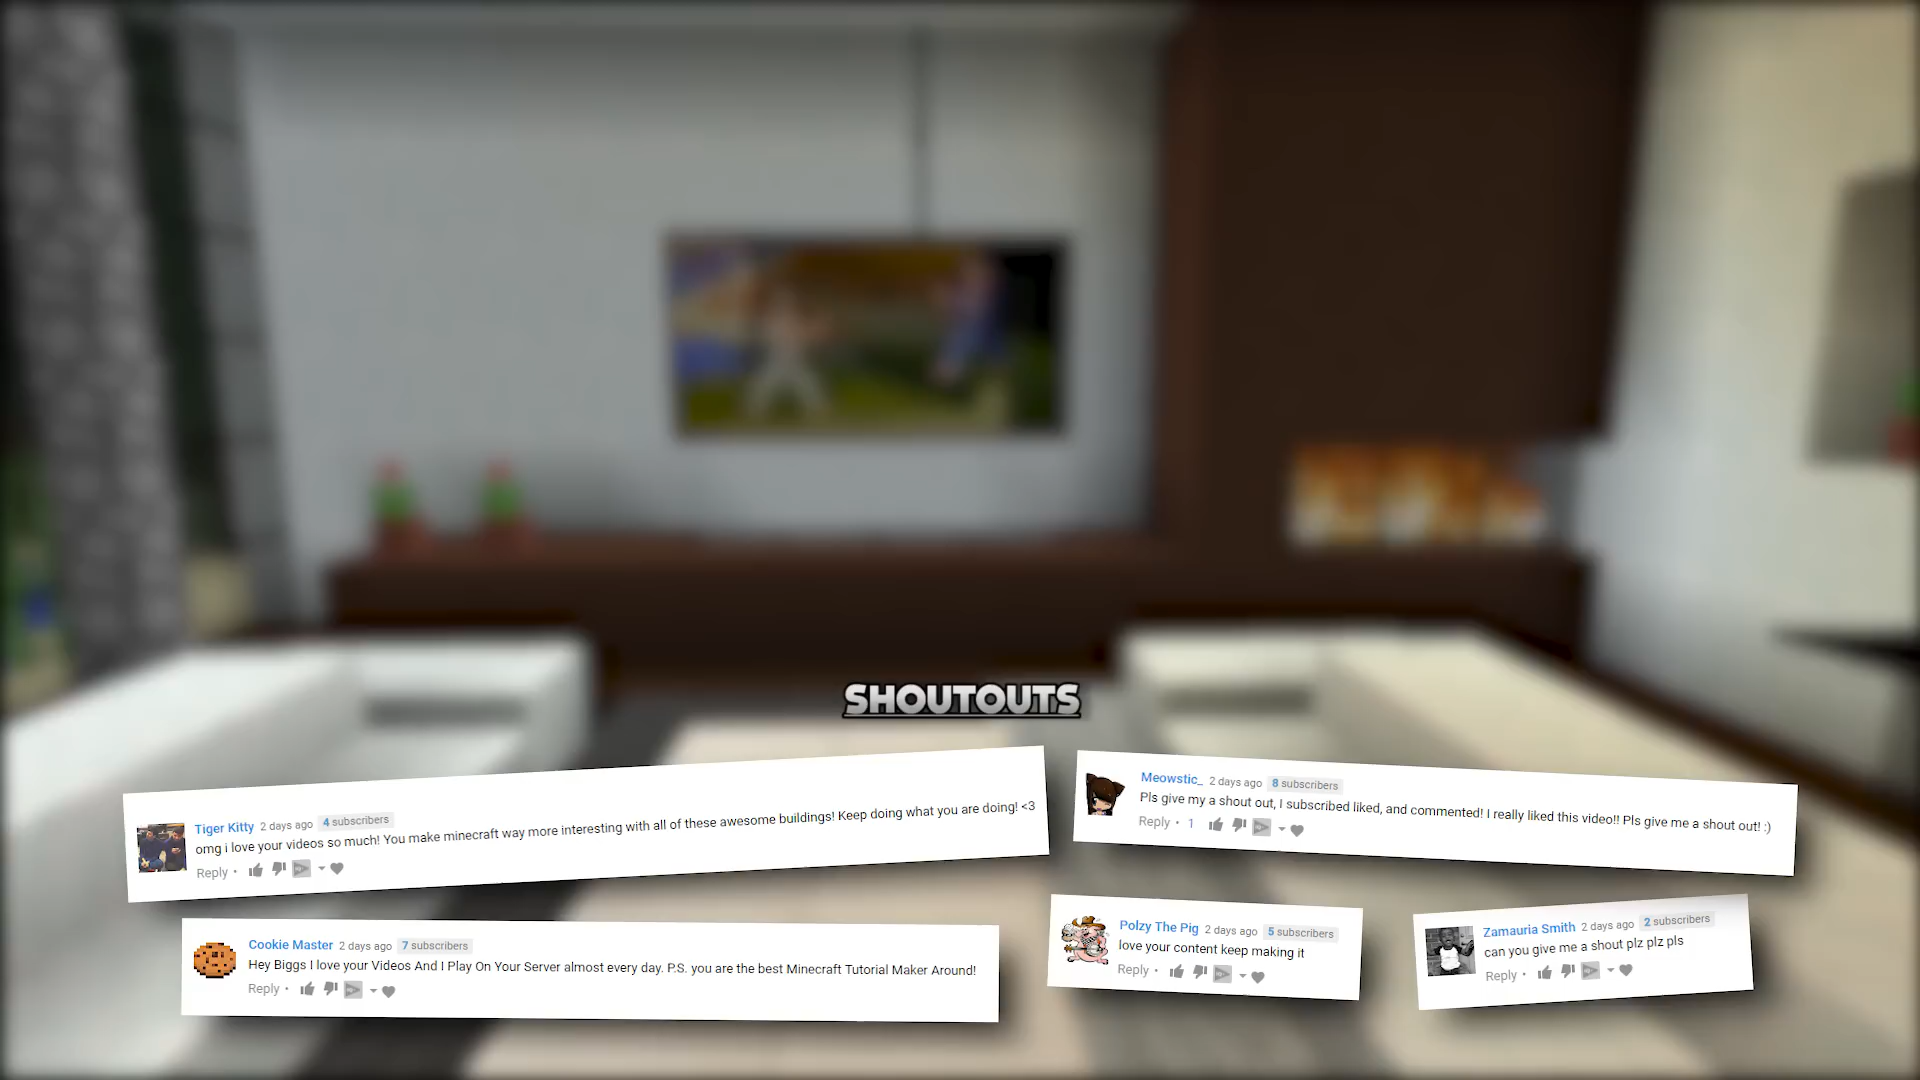 SHOUTOUTS
Tiger Kitty 2 days ago 4 subscribers
omg i love your videos so much! You make minecraft way more interesting with all of these awesome buildings! Keep doing what you are doing! <3
Reply •
Meowstic_ 2 days ago 8 subscribers
Pls give my a shout out, I subscribed liked, and commented! I really liked this video!! Pls give me a shout out! :)
Reply • 1
Cookie Master 2 days ago 7 subscribers
Hey Biggs I love your Videos And I Play On Your Server almost every day. P.S. you are the best Minecraft Tutorial Maker Around!
Reply •
Polzy The Pig 2 days ago 5 subscribers
love your content keep making it
Reply •
Zamauria Smith 2 days ago 2 subscribers
can you give me a shout plz plz pls
Reply •